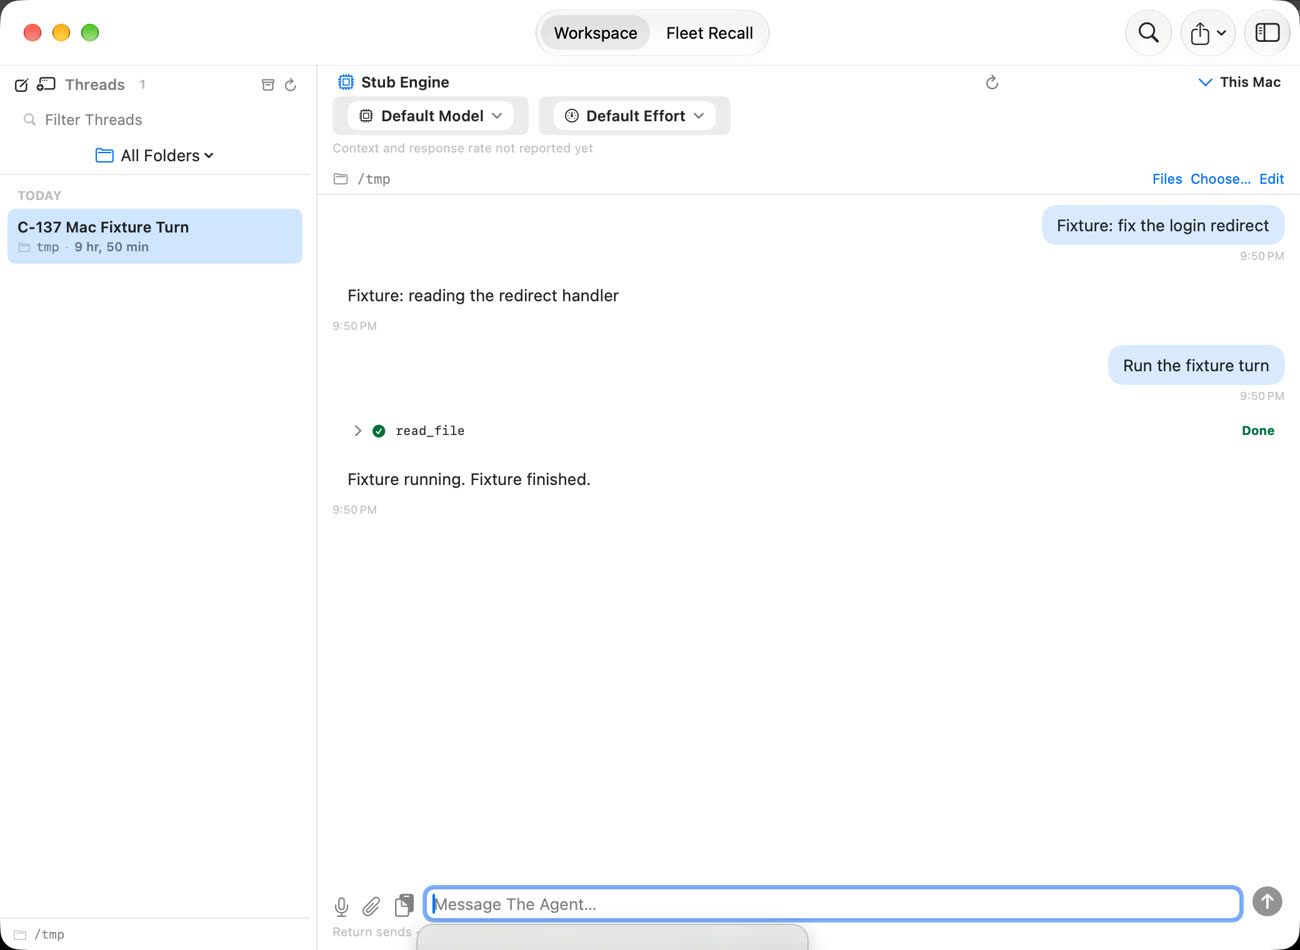 Workspace
Fleet Recall
Threads 1
Filter Threads
All Folders
TODAY
C-137 Mac Fixture Turn
tmp · 9 hr, 50 min
/tmp
Stub Engine
This Mac
Default Model
Default Effort
Context and response rate not reported yet
/tmp
Files Choose... Edit
Fixture: fix the login redirect
9:50 PM
Fixture: reading the redirect handler
9:50 PM
Run the fixture turn
9:50 PM
read_file
Done
Fixture running. Fixture finished.
9:50 PM
Message The Agent...
Return sends